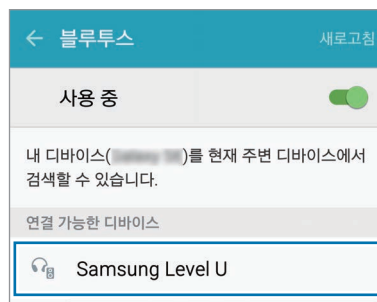 ← 블루투스 새로고침
사용 중
내 디바이스( )를 현재 주변 디바이스에서
검색할 수 있습니다.
연결 가능한 디바이스
Samsung Level U